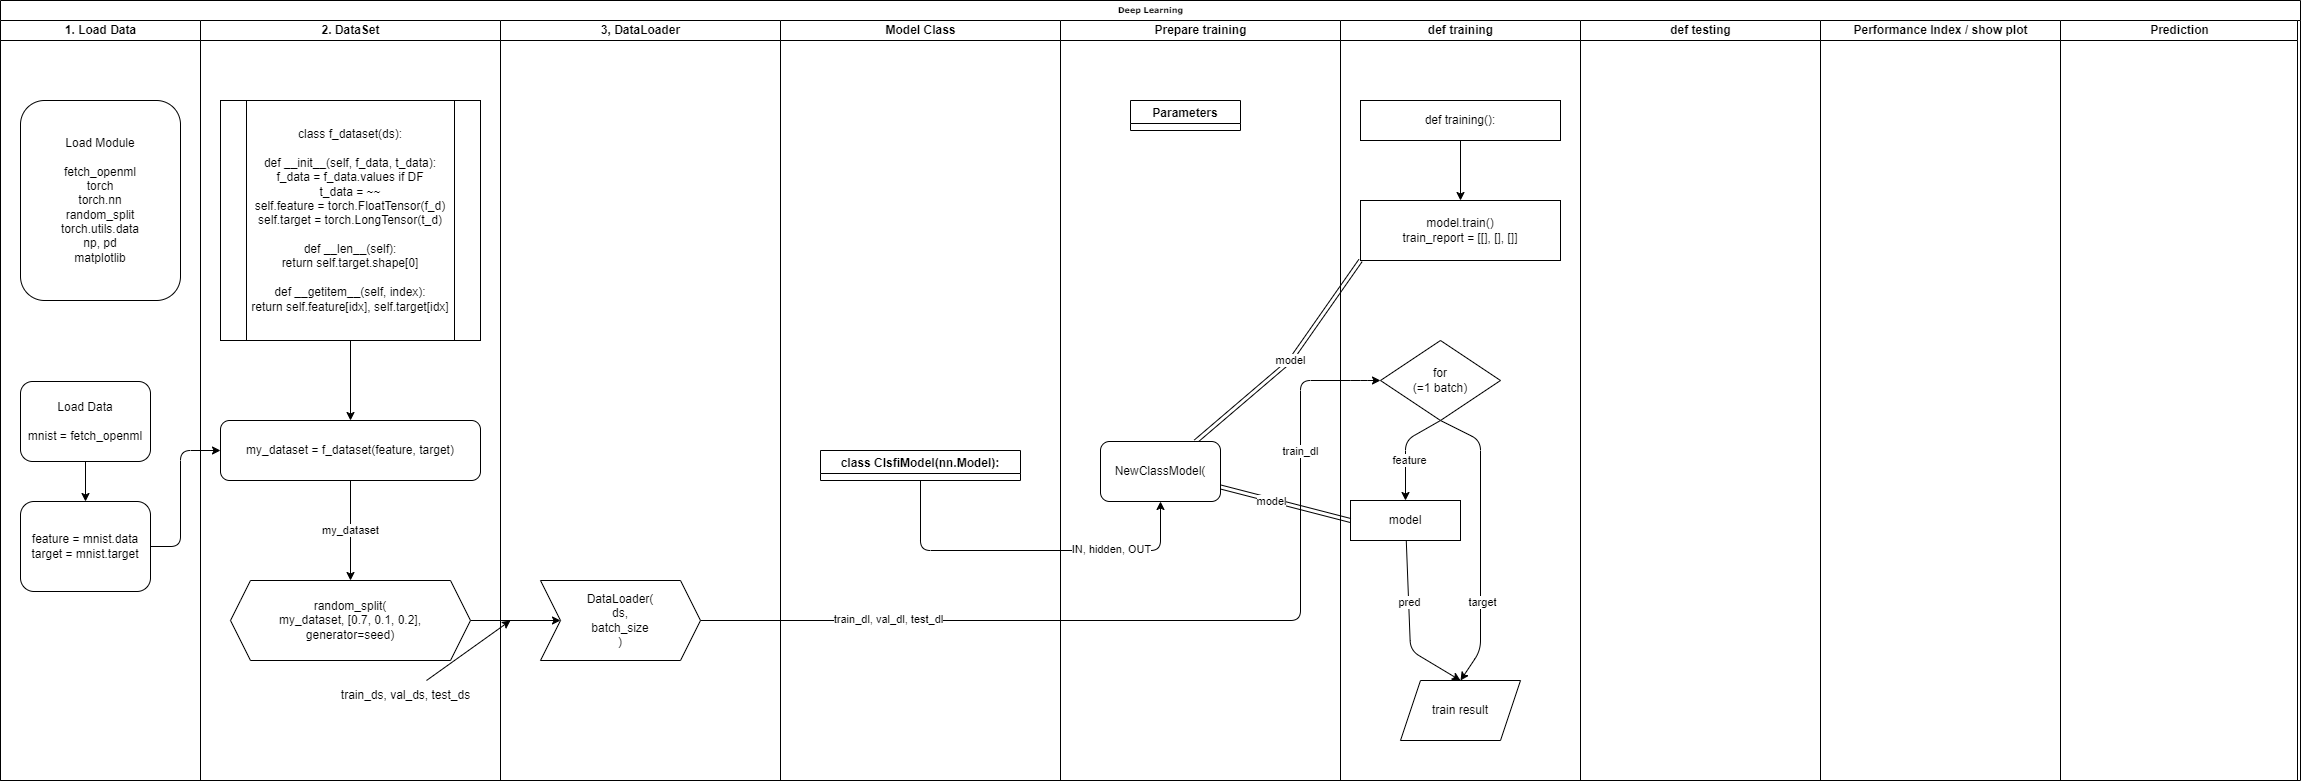 Deep Learning
1. Load Data
2. DataSet
3, DataLoader
Model Class
Prepare training
def training
def testing
Performance Index / show plot
Prediction
Load Module
fetch_openml
torch
torch.nn
random_split
torch.utils.data
np, pd
matplotlib
Load Data
mnist = fetch_openml
feature = mnist.data
target = mnist.target
class f_dataset(ds):
def __init__(self, f_data, t_data):
f_data = f_data.values if DF
t_data = ~~
self.feature = torch.FloatTensor(f_d)
self.target = torch.LongTensor(t_d)
def __len__(self):
return self.target.shape[0]
def __getitem__(self, index):
return self.feature[idx], self.target[idx]
my_dataset = f_dataset(feature, target)
my_dataset
random_split(
my_dataset, [0.7, 0.1, 0.2],
generator=seed)
train_ds, val_ds, test_ds
DataLoader(
ds,
batch_size
)
train_dl, val_dl, test_dl
class ClsfiModel(nn.Model):
IN, hidden, OUT
Parameters
NewClassModel(
model
model
train_dl
def training():
model.train()
train_report = [[], [], []]
for
(=1 batch)
feature
model
pred
target
train result